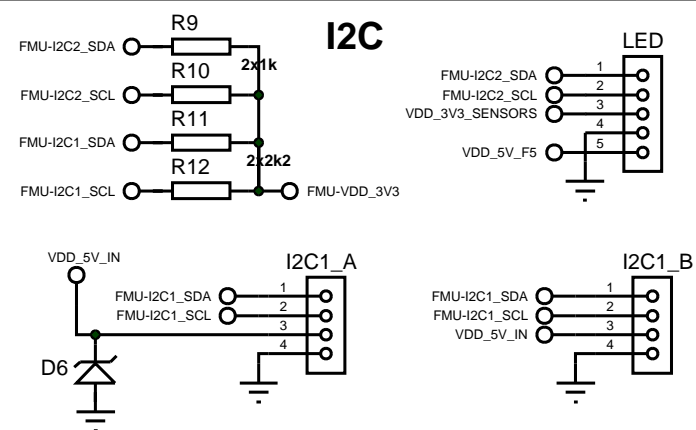 I2C
R9
FMU-I2C2_SDA
2x1k
R10
FMU-I2C2_SCL
R11
FMU-I2C1_SDA
2x2k2
R12
FMU-I2C1_SCL
FMU-VDD_3V3
LED
FMU-I2C2_SDA 1
FMU-I2C2_SCL 2
VDD_3V3_SENSORS 3
4
VDD_5V_F5 5
VDD_5V_IN
I2C1_A
FMU-I2C1_SDA 1
FMU-I2C1_SCL 2
3
4
D6
I2C1_B
FMU-I2C1_SDA 1
FMU-I2C1_SCL 2
VDD_5V_IN 3
4